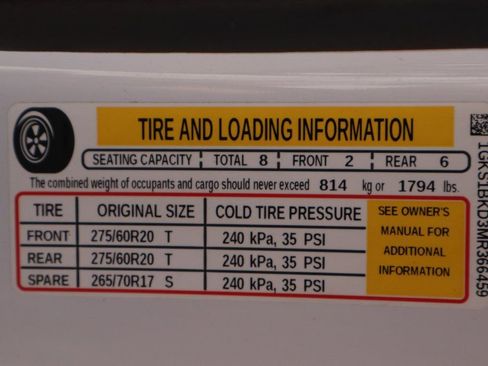 TIRE AND LOADING INFORMATION
SEATING CAPACITY TOTAL 8 FRONT 2 REAR 6
The combined weight of occupants and cargo should never exceed 814 kg or 1794 lbs.
TIRE ORIGINAL SIZE COLD TIRE PRESSURE
FRONT 275/60R20 T 240 kPa, 35 PSI
REAR 275/60R20 T 240 kPa, 35 PSI
SPARE 265/70R17 S 240 kPa, 35 PSI
SEE OWNER'S
MANUAL FOR
ADDITIONAL
INFORMATION
1GKS1BKD3MR366459